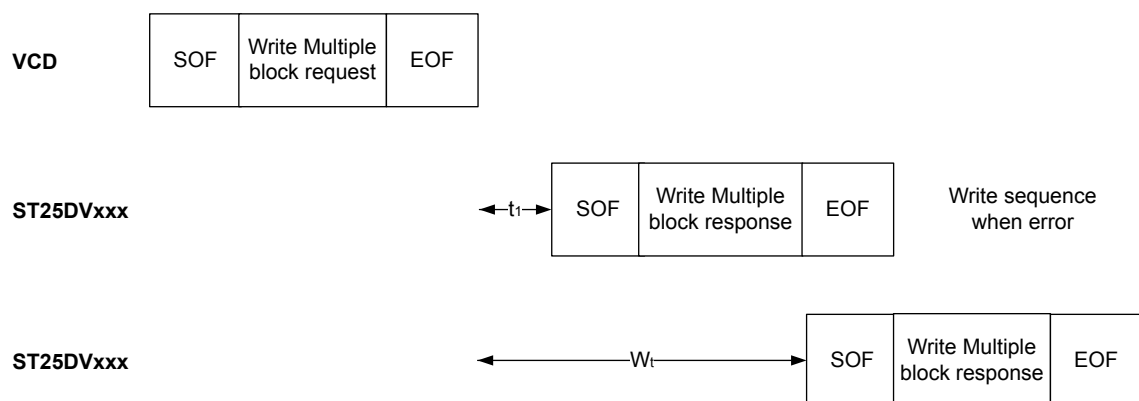 VCD
SOF
Write Multiple
block request
EOF
ST25DVxxx
t1
SOF
Write Multiple
block response
EOF
Write sequence
when error
ST25DVxxx
Wt
SOF
Write Multiple
block response
EOF